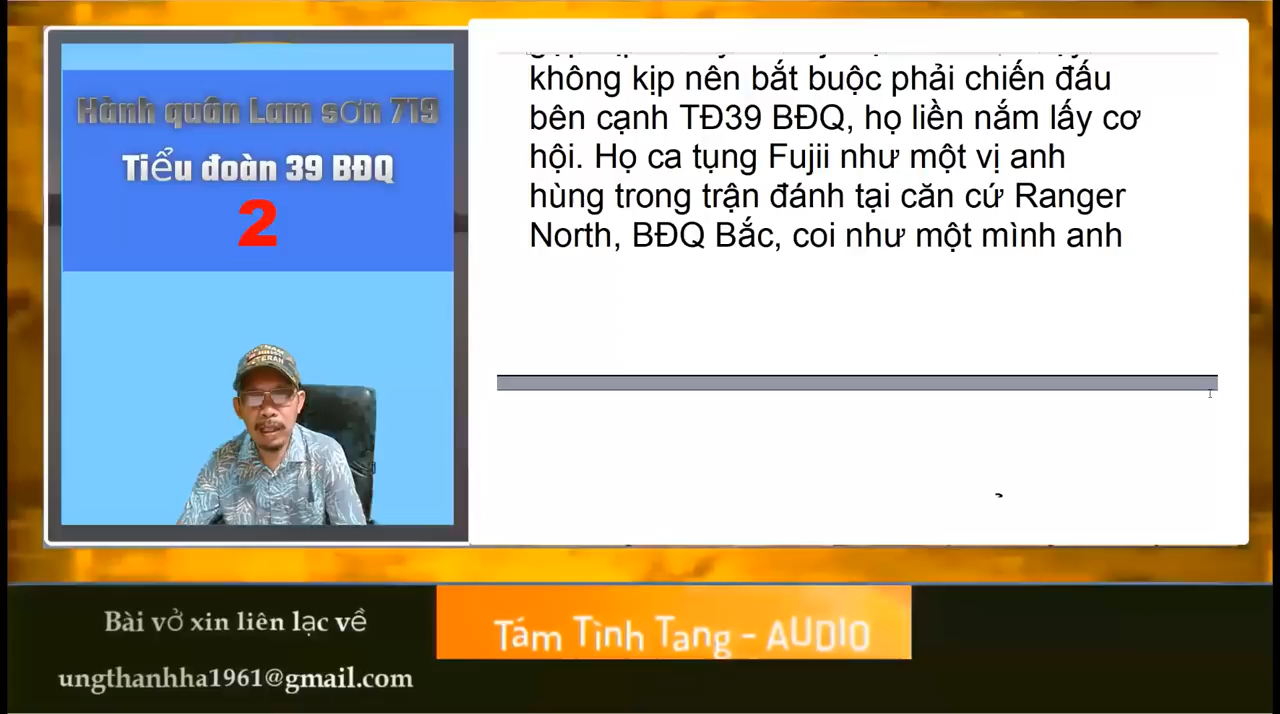 Hành quân Lam sơn 719
Tiểu đoàn 39 BĐQ
2
không kịp nên bắt buộc phải chiến đấu
bên cạnh TĐ39 BĐQ, họ liền nắm lấy cơ
hội. Họ ca tụng Fujii như một vị anh
hùng trong trận đánh tại căn cứ Ranger
North, BĐQ Bắc, coi như một mình anh
Bài vở xin liên lạc về
ungthanhha1961@gmail.com
Tám Tình Tang - AUDIO